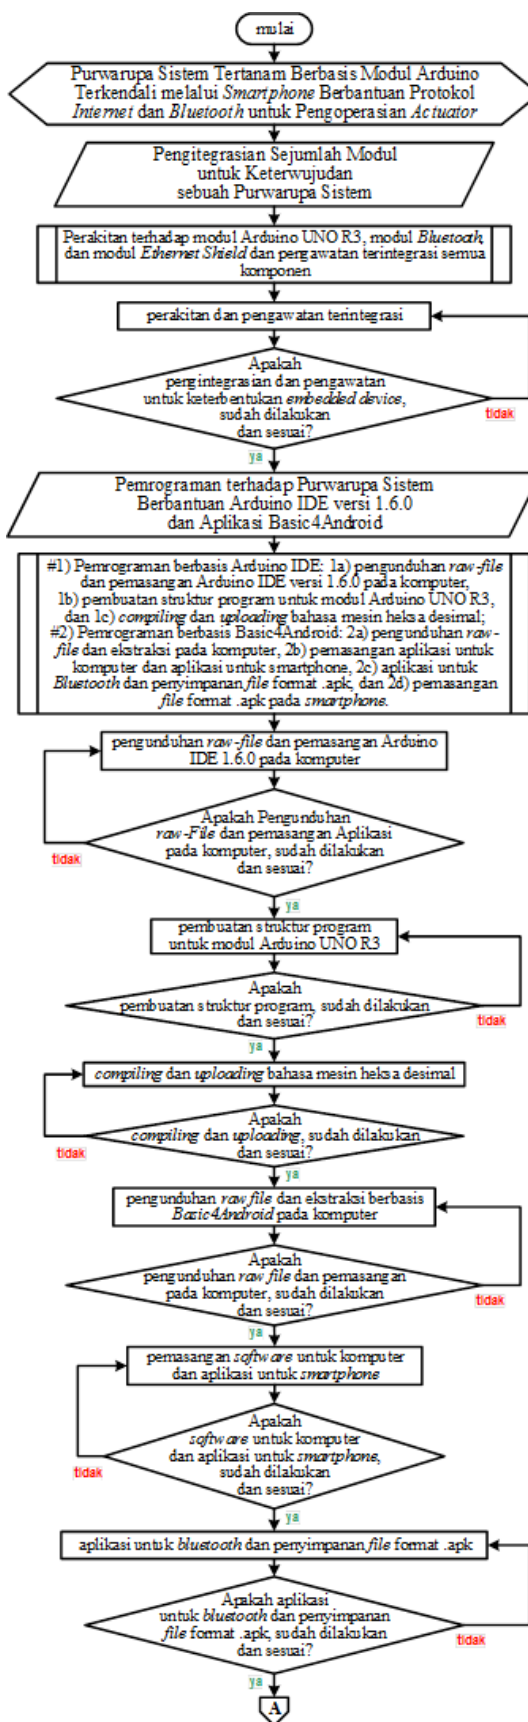 mulai
Purwarupa Sistem Tertanam Berbasis Modul Arduino
Terkendali melalui Smartphone Berbantuan Protokol
Internet dan Bluetooth untuk Pengoperasian Actuator
Pengitegrasian Sejumlah Modul
untuk Keterwujudan
sebuah Purwarupa Sistem
Perakitan terhadap modul Arduino UNO R3, modul Bluetooth,
dan modul Ethernet Shield dan pengawatan terintegrasi semua
komponen
perakitan dan pengawatan terintegrasi
Apakah
pengintegrasian dan pengawatan
untuk keterbentukan embedded device,
sudah dilakukan
dan sesuai?
tidak
ya
Pemrograman terhadap Purwarupa Sistem
Berbantuan Arduino IDE versi 1.6.0
dan Aplikasi Basic4Android
#1) Pemrograman berbasis Arduino IDE: 1a) pengunduhan raw-file
dan pemasangan Arduino IDE versi 1.6.0 pada komputer,
1b) pembuatan struktur program untuk modul Arduino UNO R3,
dan 1c) compiling dan uploading bahasa mesin heksa desimal;
#2) Pemrograman berbasis Basic4Android: 2a) pengunduhan raw-
file dan ekstraksi pada komputer, 2b) pemasangan aplikasi untuk
komputer dan aplikasi untuk smartphone, 2c) aplikasi untuk
Bluetooth dan penyimpanan file format .apk, dan 2d) pemasangan
file format .apk pada smartphone.
pengunduhan raw-file dan pemasangan Arduino
IDE 1.6.0 pada komputer
Apakah Pengunduhan
raw-File dan pemasangan Aplikasi
pada komputer, sudah dilakukan
dan sesuai?
tidak
ya
pembuatan struktur program
untuk modul Arduino UNO R3
Apakah
pembuatan struktur program, sudah dilakukan
dan sesuai?
tidak
ya
compiling dan uploading bahasa mesin heksa desimal
Apakah
compiling dan uploading, sudah dilakukan
dan sesuai?
tidak
ya
pengunduhan raw file dan ekstraksi berbasis
Basic4Android pada komputer
Apakah
pengunduhan raw file dan pemasangan
pada komputer, sudah dilakukan
dan sesuai?
tidak
ya
pemasangan software untuk komputer
dan aplikasi untuk smartphone
Apakah
software untuk komputer
dan aplikasi untuk smartphone,
sudah dilakukan
dan sesuai?
tidak
ya
aplikasi untuk bluetooth dan penyimpanan file format .apk
Apakah aplikasi
untuk bluetooth dan penyimpanan
file format .apk, sudah dilakukan
dan sesuai?
tidak
ya
A